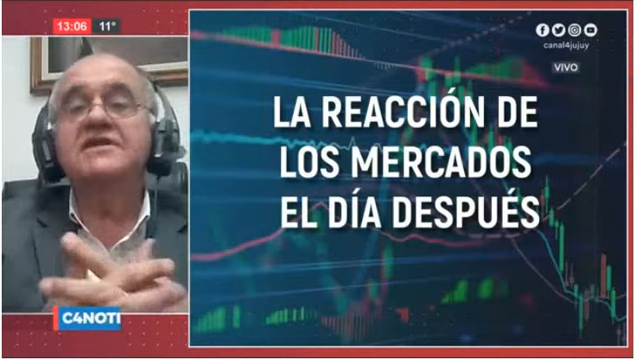 13:06 11°
canal4jujuy
VIVO
LA REACCIÓN DE
LOS MERCADOS
EL DÍA DESPUÉS
C4NOTI